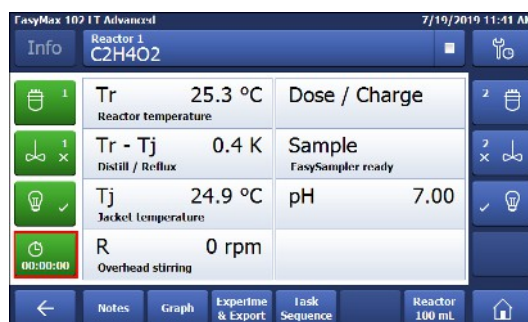 EasyMax 102 LT Advanced 7/19/2019 11:41 AM
Info
Reactor 1
C2H4O2
1
Tr 25.3 °C
Reactor temperature
Dose / Charge
2
1
Tr - Tj 0.4 K
Distill / Reflux
Sample
EasySampler ready
2
Tj 24.9 °C
Jacket temperature
pH 7.00
00:00:00
R 0 rpm
Overhead stirring
Notes
Graph
Experime
& Export
Task
Sequence
Reactor
100 mL